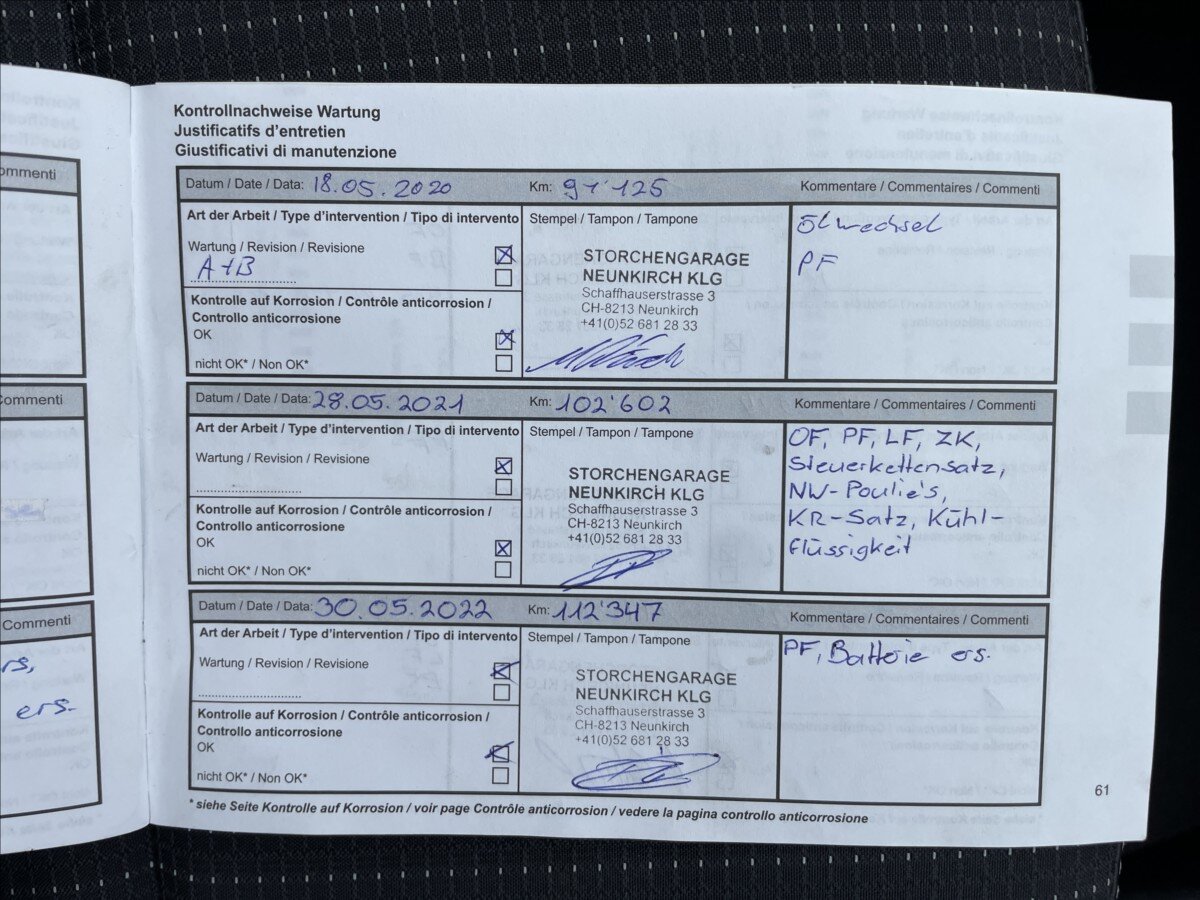 ommenti
Commenti
Commenti
ers.
Kontrollnachweise Wartung
Justificatifs d'entretien
Giustificativi di manutenzione
Datum / Date / Data: 18.05.2020 Km: 91'125 Kommentare / Commentaires / Commenti
Art der Arbeit / Type d'intervention / Tipo di intervento Stempel / Tampon / Tampone
Ölwechsel
PF
Wartung / Revision / Revisione
A+B
STORCHENGARAGE
NEUNKIRCH KLG
Schaffhauserstrasse 3
CH-8213 Neunkirch
+41(0)52 681 28 33
Kontrolle auf Korrosion / Contrôle anticorrosion /
Controllo anticorrosione
OK
nicht OK* / Non OK*
Datum / Date / Data: 28.05.2021 Km: 102'602 Kommentare / Commentaires / Commenti
Art der Arbeit / Type d'intervention / Tipo di intervento Stempel / Tampon / Tampone
OF, PF, LF, ZK,
Steuerkettensatz,
NW-Poulie's,
KR-Satz, Kühl-
flüssigkeit
Wartung / Revision / Revisione
STORCHENGARAGE
NEUNKIRCH KLG
Schaffhauserstrasse 3
CH-8213 Neunkirch
+41(0)52 681 28 33
Kontrolle auf Korrosion / Contrôle anticorrosion /
Controllo anticorrosione
OK
nicht OK* / Non OK*
Datum / Date / Data: 30.05.2022 Km: 112'347 Kommentare / Commentaires / Commenti
Art der Arbeit / Type d'intervention / Tipo di intervento Stempel / Tampon / Tampone
PF, Batterie ers.
Wartung / Revision / Revisione
STORCHENGARAGE
NEUNKIRCH KLG
Schaffhauserstrasse 3
CH-8213 Neunkirch
+41(0)52 681 28 33
Kontrolle auf Korrosion / Contrôle anticorrosion /
Controllo anticorrosione
OK
nicht OK* / Non OK*
* siehe Seite Kontrolle auf Korrosion / voir page Contrôle anticorrosion / vedere la pagina controllo anticorrosione
61